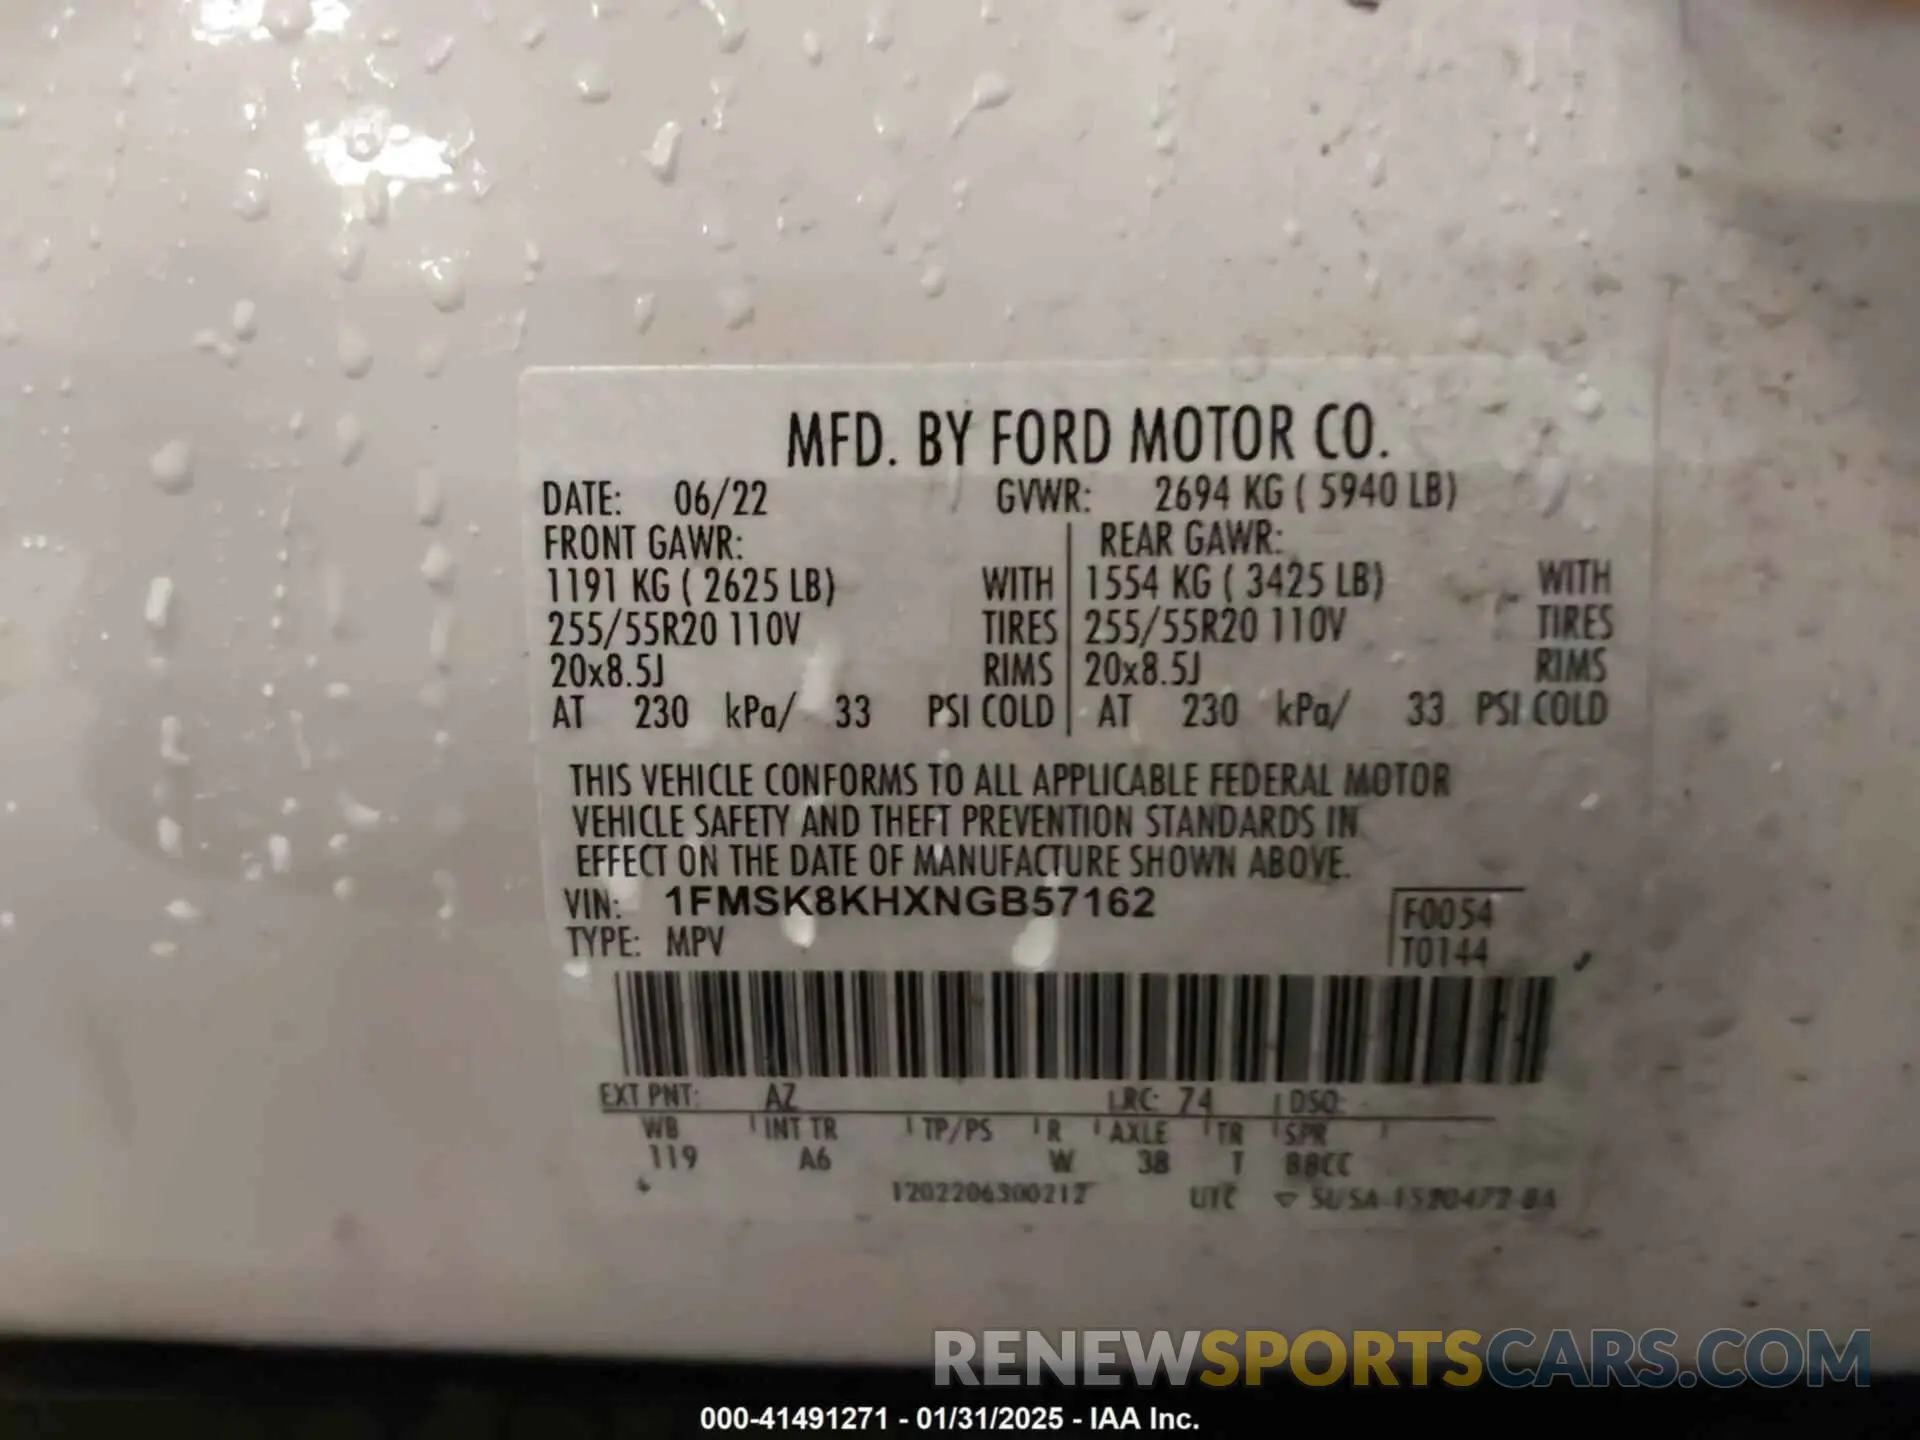 MFD. BY FORD MOTOR CO.
DATE: 06/22 GVWR: 2694 KG ( 5940 LB)
FRONT GAWR: REAR GAWR:
1191 KG ( 2625 LB) WITH 1554 KG ( 3425 LB) WITH
255/55R20 110V TIRES 255/55R20 110V TIRES
20x8.5J RIMS 20x8.5J RIMS
AT 230 kPa/ 33 PSI COLD AT 230 kPa/ 33 PSI COLD
THIS VEHICLE CONFORMS TO ALL APPLICABLE FEDERAL MOTOR
VEHICLE SAFETY AND THEFT PREVENTION STANDARDS IN
EFFECT ON THE DATE OF MANUFACTURE SHOWN ABOVE.
VIN: 1FMSK8KHXNGB57162
F0054
TYPE: MPV
T0144
EXT PNT: AZ LRC: 74 DSO:
WB INT TR TP/PS R AXLE TR SPR
119 A6 W 38 T 88CC
1202206300212 UTC
RENEWSPORTSCARS.COM
000-41491271 - 01/31/2025 - IAA Inc.